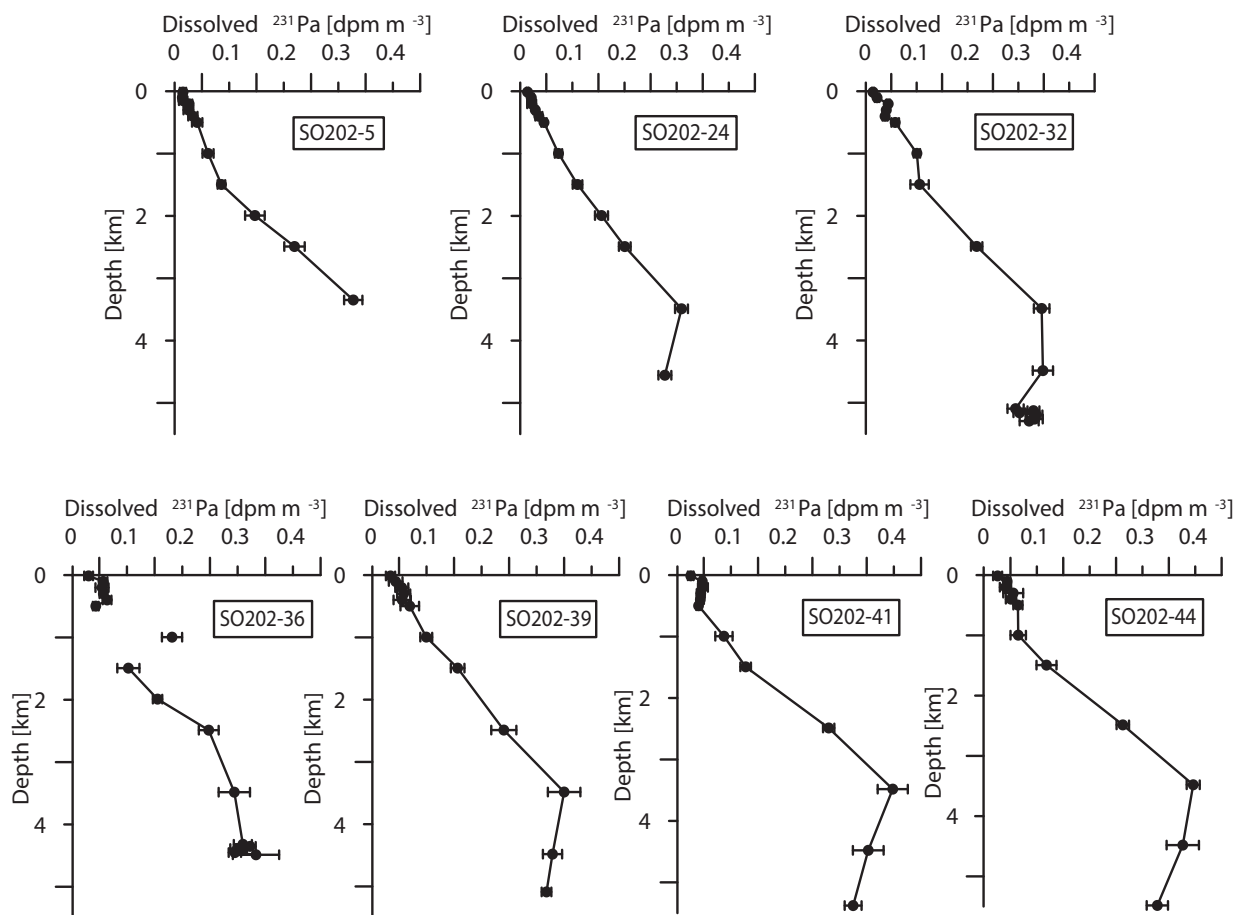 Dissolved ²³¹Pa [dpm m ⁻³]
0 0.1 0.2 0.3 0.4
0
2
4
Depth [km]
SO202-5
Dissolved ²³¹Pa [dpm m ⁻³]
0 0.1 0.2 0.3 0.4
0
2
4
Depth [km]
SO202-24
Dissolved ²³¹Pa [dpm m ⁻³]
0 0.1 0.2 0.3 0.4
0
2
4
Depth [km]
SO202-32
Dissolved ²³¹Pa [dpm m ⁻³]
0 0.1 0.2 0.3 0.4
0
2
4
Depth [km]
SO202-36
Dissolved ²³¹Pa [dpm m ⁻³]
0 0.1 0.2 0.3 0.4
0
2
4
Depth [km]
SO202-39
Dissolved ²³¹Pa [dpm m ⁻³]
0 0.1 0.2 0.3 0.4
0
2
4
Depth [km]
SO202-41
Dissolved ²³¹Pa [dpm m ⁻³]
0 0.1 0.2 0.3 0.4
0
2
4
Depth [km]
SO202-44